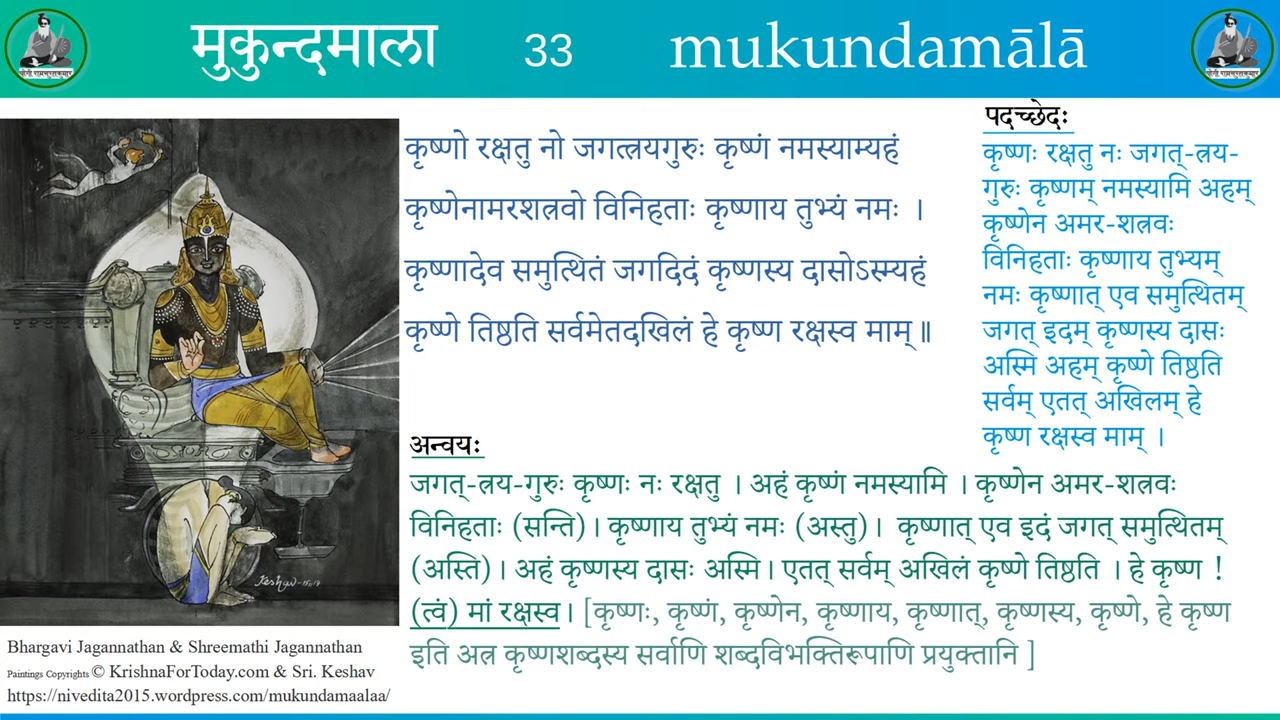 मुकुन्दमाला 33 mukundamālā
योगी रामसुरतकुमार
योगी रामसुरतकुमार
कृष्णो रक्षतु नो जगत्त्रयगुरुः कृष्णं नमस्याम्यहं
कृष्णेनामरशत्रवो विनिहताः कृष्णाय तुभ्यं नमः ।
कृष्णादेव समुत्थितं जगदिदं कृष्णस्य दासोऽस्म्यहं
कृष्णे तिष्ठति सर्वमेतदखिलं हे कृष्ण रक्षस्व माम् ॥
पदच्छेदः
कृष्णः रक्षतु नः जगत्-त्रय-
गुरुः कृष्णम् नमस्यामि अहम्
कृष्णेन अमर-शत्रवः
विनिहताः कृष्णाय तुभ्यम्
नमः कृष्णात् एव समुत्थितम्
जगत् इदम् कृष्णस्य दासः
अस्मि अहम् कृष्णे तिष्ठति
सर्वम् एतत् अखिलम् हे
कृष्ण रक्षस्व माम् ।
अन्वयः
जगत्-त्रय-गुरुः कृष्णः नः रक्षतु । अहं कृष्णं नमस्यामि । कृष्णेन अमर-शत्रवः
विनिहताः (सन्ति)। कृष्णाय तुभ्यं नमः (अस्तु)। कृष्णात् एव इदं जगत् समुत्थितम्
(अस्ति)। अहं कृष्णस्य दासः अस्मि। एतत् सर्वम् अखिलं कृष्णे तिष्ठति । हे कृष्ण !
(त्वं) मां रक्षस्व। [कृष्णः, कृष्णं, कृष्णेन, कृष्णाय, कृष्णात्, कृष्णस्य, कृष्णे, हे कृष्ण
इति अत्र कृष्णशब्दस्य सर्वाणि शब्दविभक्तिरूपाणि प्रयुक्तानि ]
Keshav
Bhargavi Jagannathan & Shreemathi Jagannathan
Paintings Copyrights © KrishnaForToday.com & Sri. Keshav
https://nivedita2015.wordpress.com/mukundamaalaa/